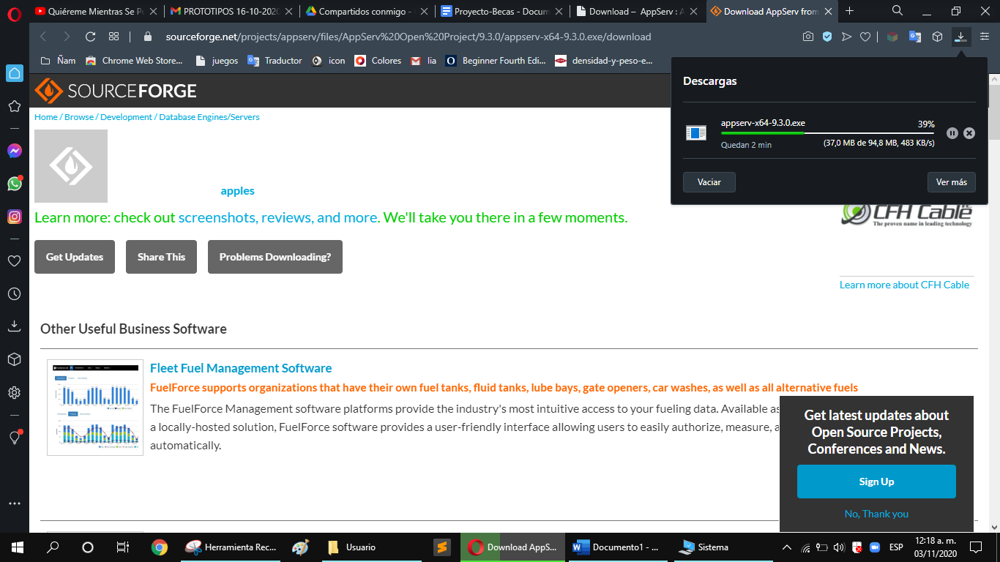 Quiéreme Mientras Se Pu
PROTOTIPOS 16-10-2020
Compartidos conmigo -
Proyecto-Becas - Docum
Download – AppServ : A
Download AppServ from
sourceforge.net/projects/appserv/files/AppServ%20Open%20Project/9.3.0/appserv-x64-9.3.0.exe/download
Ñam
Chrome Web Store...
juegos
Traductor
icon
Colores
lia
Beginner Fourth Edi...
densidad-y-peso-e...
Descargas
appserv-x64-9.3.0.exe
39%
Quedan 2 min
(37,0 MB de 94,8 MB, 483 KB/s)
Vaciar
Ver más
SOURCEFORGE
Home / Browse / Development / Database Engines/Servers
apples
Learn more: check out screenshots, reviews, and more. We'll take you there in a few moments.
Get Updates
Share This
Problems Downloading?
CFH Cable
The proven name in leading technology
Learn more about CFH Cable
Other Useful Business Software
Fleet Fuel Management Software
FuelForce supports organizations that have their own fuel tanks, fluid tanks, lube bays, gate openers, car washes, as well as all alternative fuels
The FuelForce Management software platforms provide the industry's most intuitive access to your fueling data. Available as
a locally-hosted solution, FuelForce software provides a user-friendly interface allowing users to easily authorize, measure, a
automatically.
Get latest updates about
Open Source Projects,
Conferences and News.
Sign Up
No, Thank you
Herramienta Rec...
Usuario
Download AppS...
Documento1 - ...
Sistema
ESP
12:18 a. m.
03/11/2020